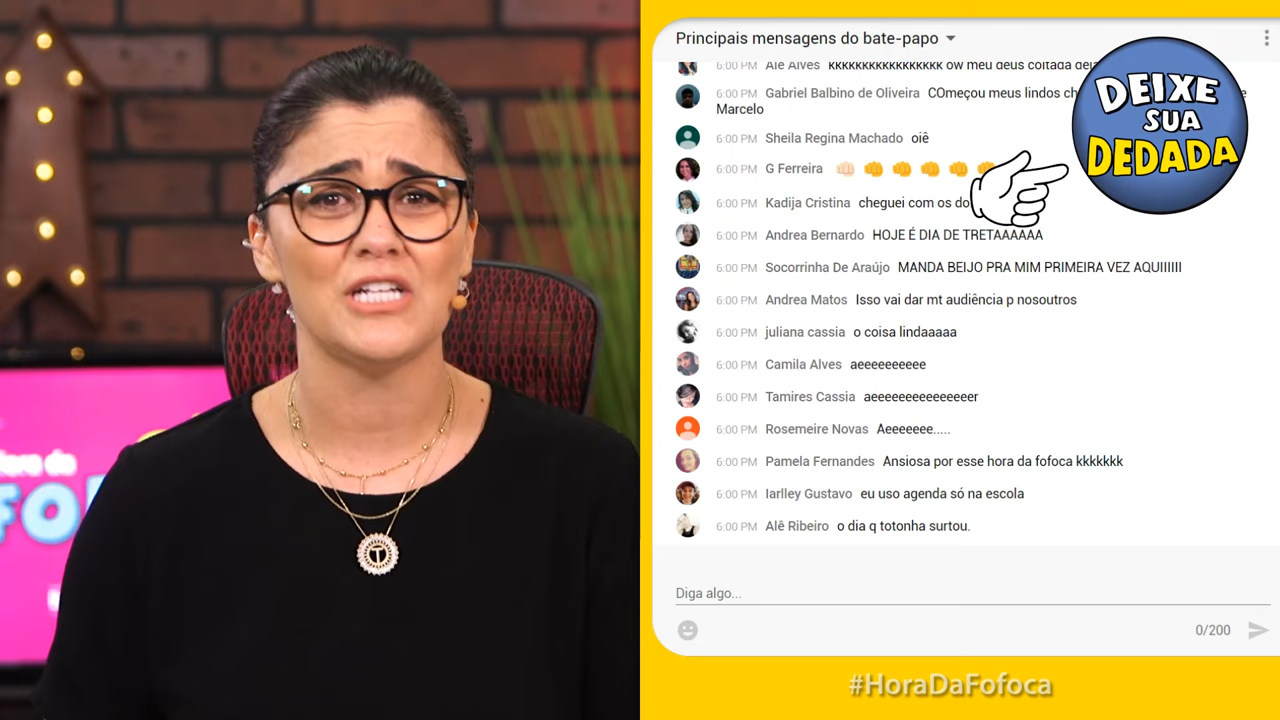 Hora da
FO
T
Principais mensagens do bate-papo
6:00 PM Ale Alves kkkkkkkkkkkkkkkkk ow meu deus coitada
6:00 PM Gabriel Balbino de Oliveira COmeçou meus lindos
Marcelo
6:00 PM Sheila Regina Machado oiê
6:00 PM G Ferreira 👊🏻 👊 👊 👊 👊 👊
6:00 PM Kadija Cristina cheguei com os
6:00 PM Andrea Bernardo HOJE É DIA DE TRETAAAAAA
6:00 PM Socorrinha De Araújo MANDA BEIJO PRA MIM PRIMEIRA VEZ AQUIIIIII
6:00 PM Andrea Matos Isso vai dar mt audiência p nosoutros
6:00 PM juliana cassia o coisa lindaaaaa
6:00 PM Camila Alves aeeeeeeeeee
6:00 PM Tamires Cassia aeeeeeeeeeeeeeer
6:00 PM Rosemeire Novas Aeeeeeee.....
6:00 PM Pamela Fernandes Ansiosa por esse hora da fofoca kkkkkkk
6:00 PM Iarlley Gustavo eu uso agenda só na escola
6:00 PM Alê Ribeiro o dia q totonha surtou.
Diga algo...
0/200
DEIXE
SUA
DEDADA
#HoraDaFofoca